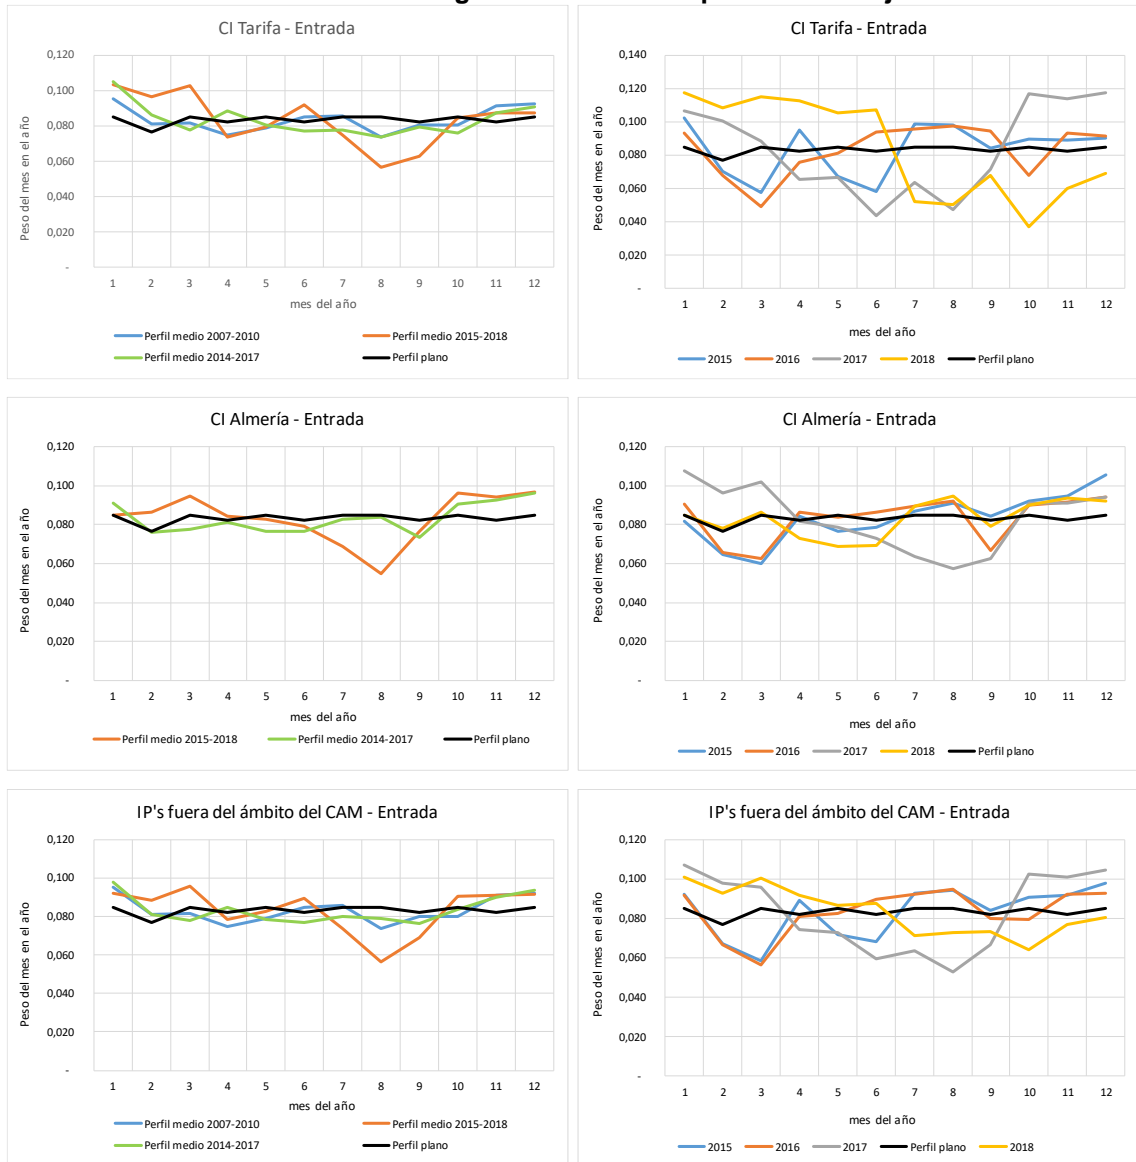 CI Tarifa - Entrada
0,120
0,100
0,080
0,060
0,040
0,020
-
Peso del mes en el año
1 2 3 4 5 6 7 8 9 10 11 12
mes del año
Perfil medio 2007-2010 Perfil medio 2015-2018
Perfil medio 2014-2017 Perfil plano
CI Tarifa - Entrada
0,140
0,120
0,100
0,080
0,060
0,040
0,020
-
Peso del mes en el año
1 2 3 4 5 6 7 8 9 10 11 12
mes del año
2015 2016 2017 2018 Perfil plano
CI Almería - Entrada
0,120
0,100
0,080
0,060
0,040
0,020
-
Peso del mes en el año
1 2 3 4 5 6 7 8 9 10 11 12
mes del año
Perfil medio 2015-2018 Perfil medio 2014-2017 Perfil plano
CI Almería - Entrada
0,120
0,100
0,080
0,060
0,040
0,020
-
Peso del mes en el año
1 2 3 4 5 6 7 8 9 10 11 12
mes del año
2015 2016 2017 2018 Perfil plano
IP's fuera del ámbito del CAM - Entrada
0,120
0,100
0,080
0,060
0,040
0,020
-
Peso del mes en el año
1 2 3 4 5 6 7 8 9 10 11 12
mes del año
Perfil medio 2007-2010 Perfil medio 2015-2018
Perfil medio 2014-2017 Perfil plano
IP's fuera del ámbito del CAM - Entrada
0,120
0,100
0,080
0,060
0,040
0,020
-
Peso del mes en el año
1 2 3 4 5 6 7 8 9 10 11 12
mes del año
2015 2016 2017 Perfil plano 2018